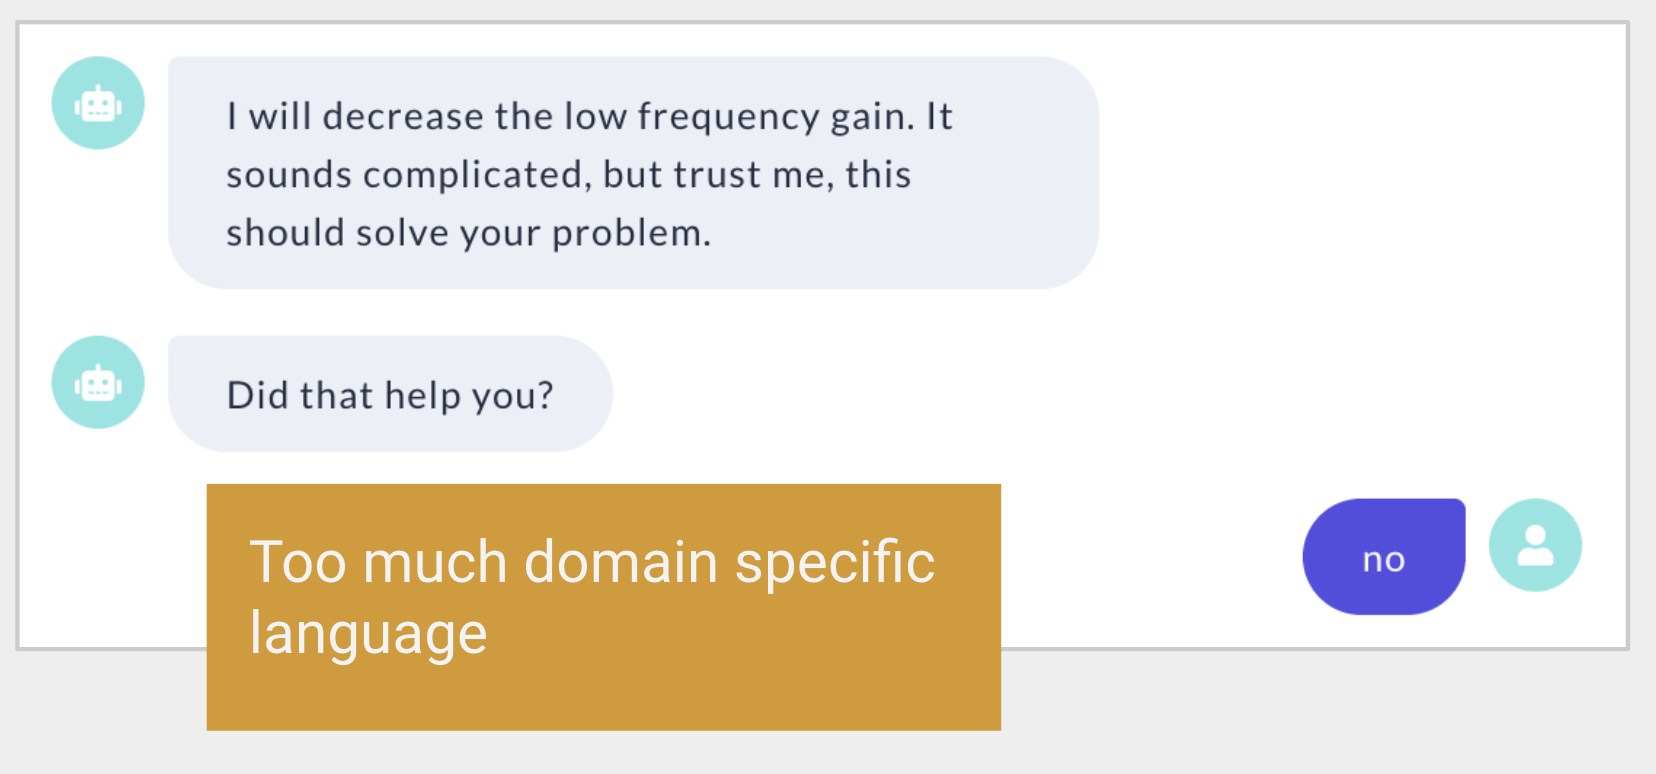 I will decrease the low frequency gain. It
sounds complicated, but trust me, this
should solve your problem.
Did that help you?
no
Too much domain specific
language